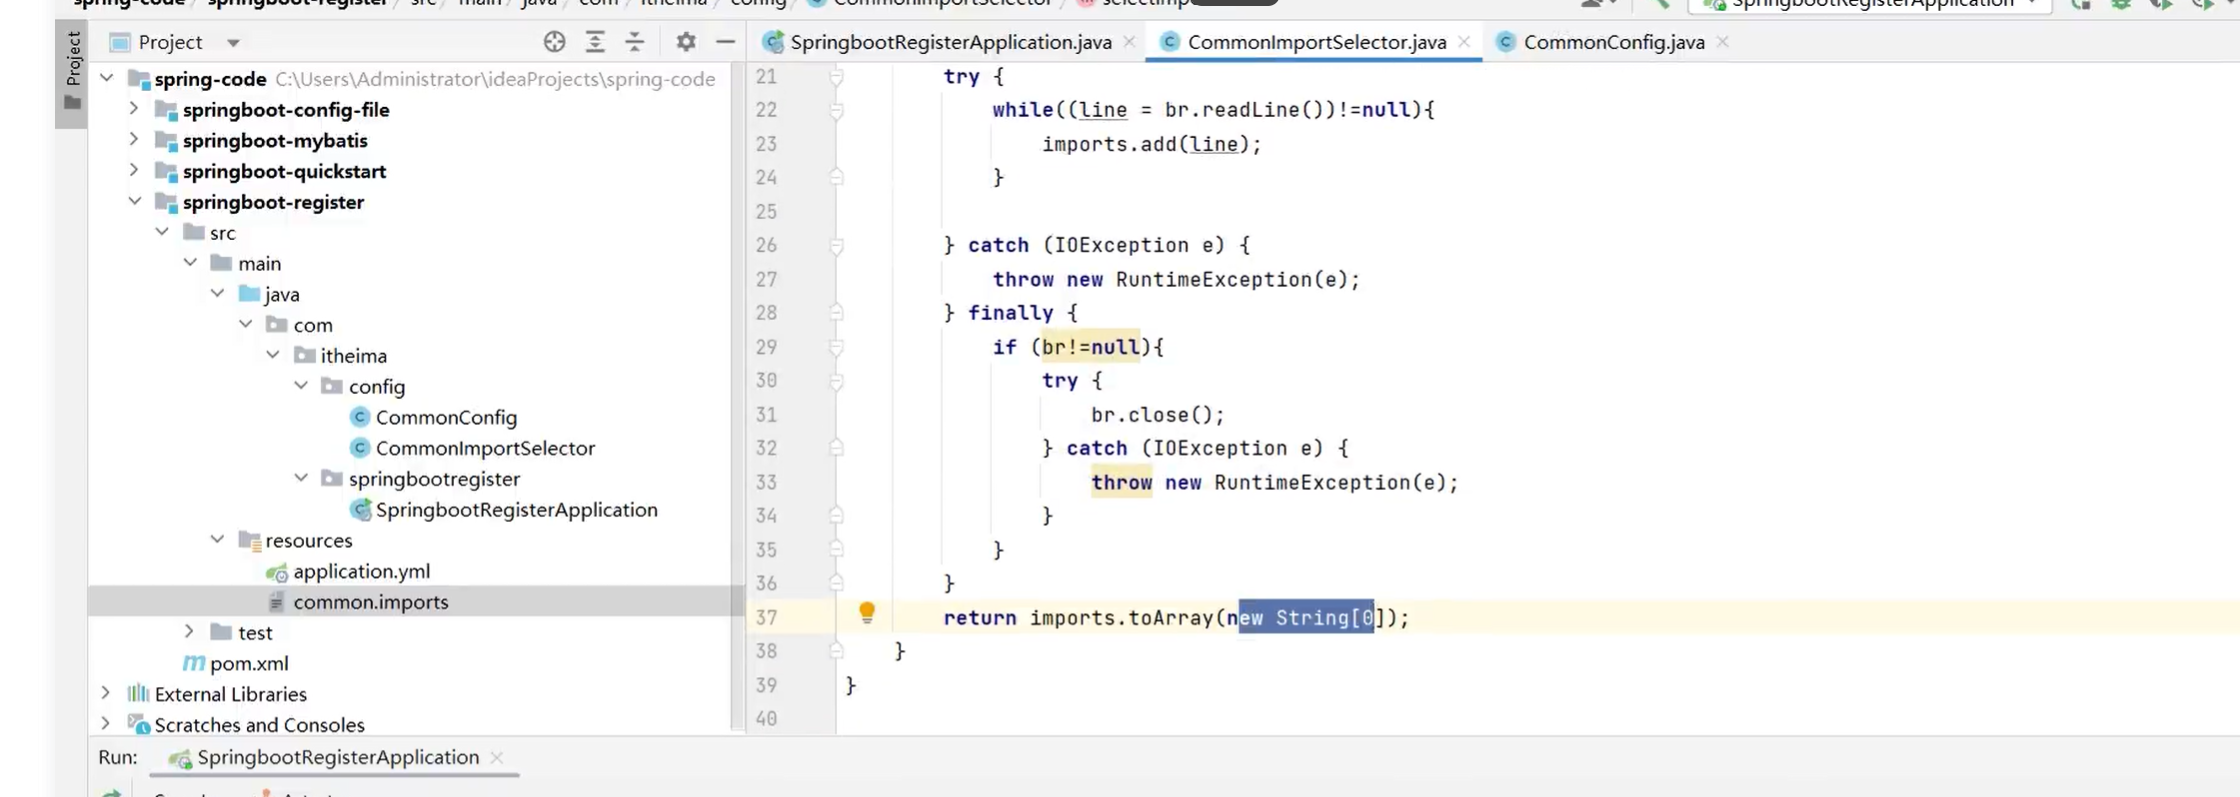 spring-code springboot-register src main java com itheima config CommonImportSelector
SpringbootRegisterApplication
Project
Project
SpringbootRegisterApplication.java
CommonImportSelector.java
CommonConfig.java
spring-code C:\Users\Administrator\ideaProjects\spring-code
springboot-config-file
springboot-mybatis
springboot-quickstart
springboot-register
src
main
java
com
itheima
config
CommonConfig
CommonImportSelector
springbootregister
SpringbootRegisterApplication
resources
application.yml
common.imports
test
pom.xml
External Libraries
Scratches and Consoles
21 try {
22 while((line = br.readLine())!=null){
23 imports.add(line);
24 }
25
26 } catch (IOException e) {
27 throw new RuntimeException(e);
28 } finally {
29 if (br!=null){
30 try {
31 br.close();
32 } catch (IOException e) {
33 throw new RuntimeException(e);
34 }
35 }
36 }
37 return imports.toArray(new String[0]);
38 }
39 }
40
Run: SpringbootRegisterApplication